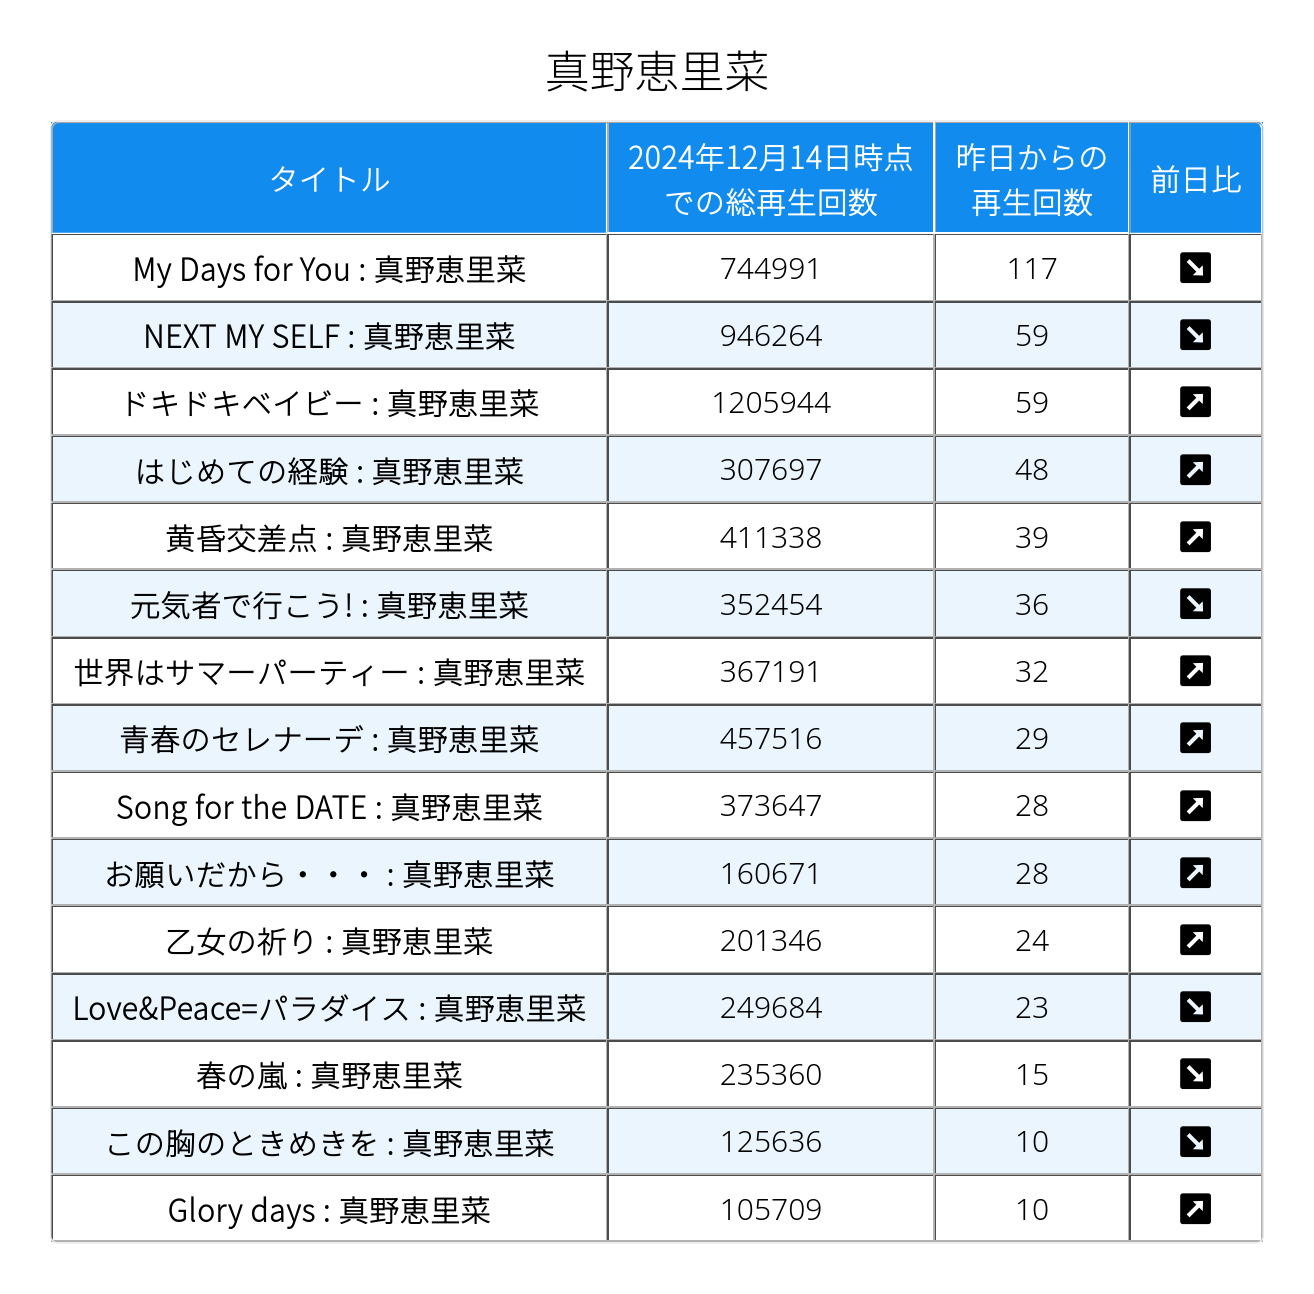 真野恵里菜
タイトル 2024年12月14日時点での総再生回数 昨日からの再生回数 前日比
My Days for You : 真野恵里菜 744991 117 ↘
NEXT MY SELF : 真野恵里菜 946264 59 ↘
ドキドキベイビー : 真野恵里菜 1205944 59 ↗
はじめての経験 : 真野恵里菜 307697 48 ↗
黄昏交差点 : 真野恵里菜 411338 39 ↗
元気者で行こう! : 真野恵里菜 352454 36 ↘
世界はサマーパーティー : 真野恵里菜 367191 32 ↗
青春のセレナーデ : 真野恵里菜 457516 29 ↗
Song for the DATE : 真野恵里菜 373647 28 ↗
お願いだから・・・ : 真野恵里菜 160671 28 ↗
乙女の祈り : 真野恵里菜 201346 24 ↗
Love&Peace=パラダイス : 真野恵里菜 249684 23 ↘
春の嵐 : 真野恵里菜 235360 15 ↘
この胸のときめきを : 真野恵里菜 125636 10 ↘
Glory days : 真野恵里菜 105709 10 ↗